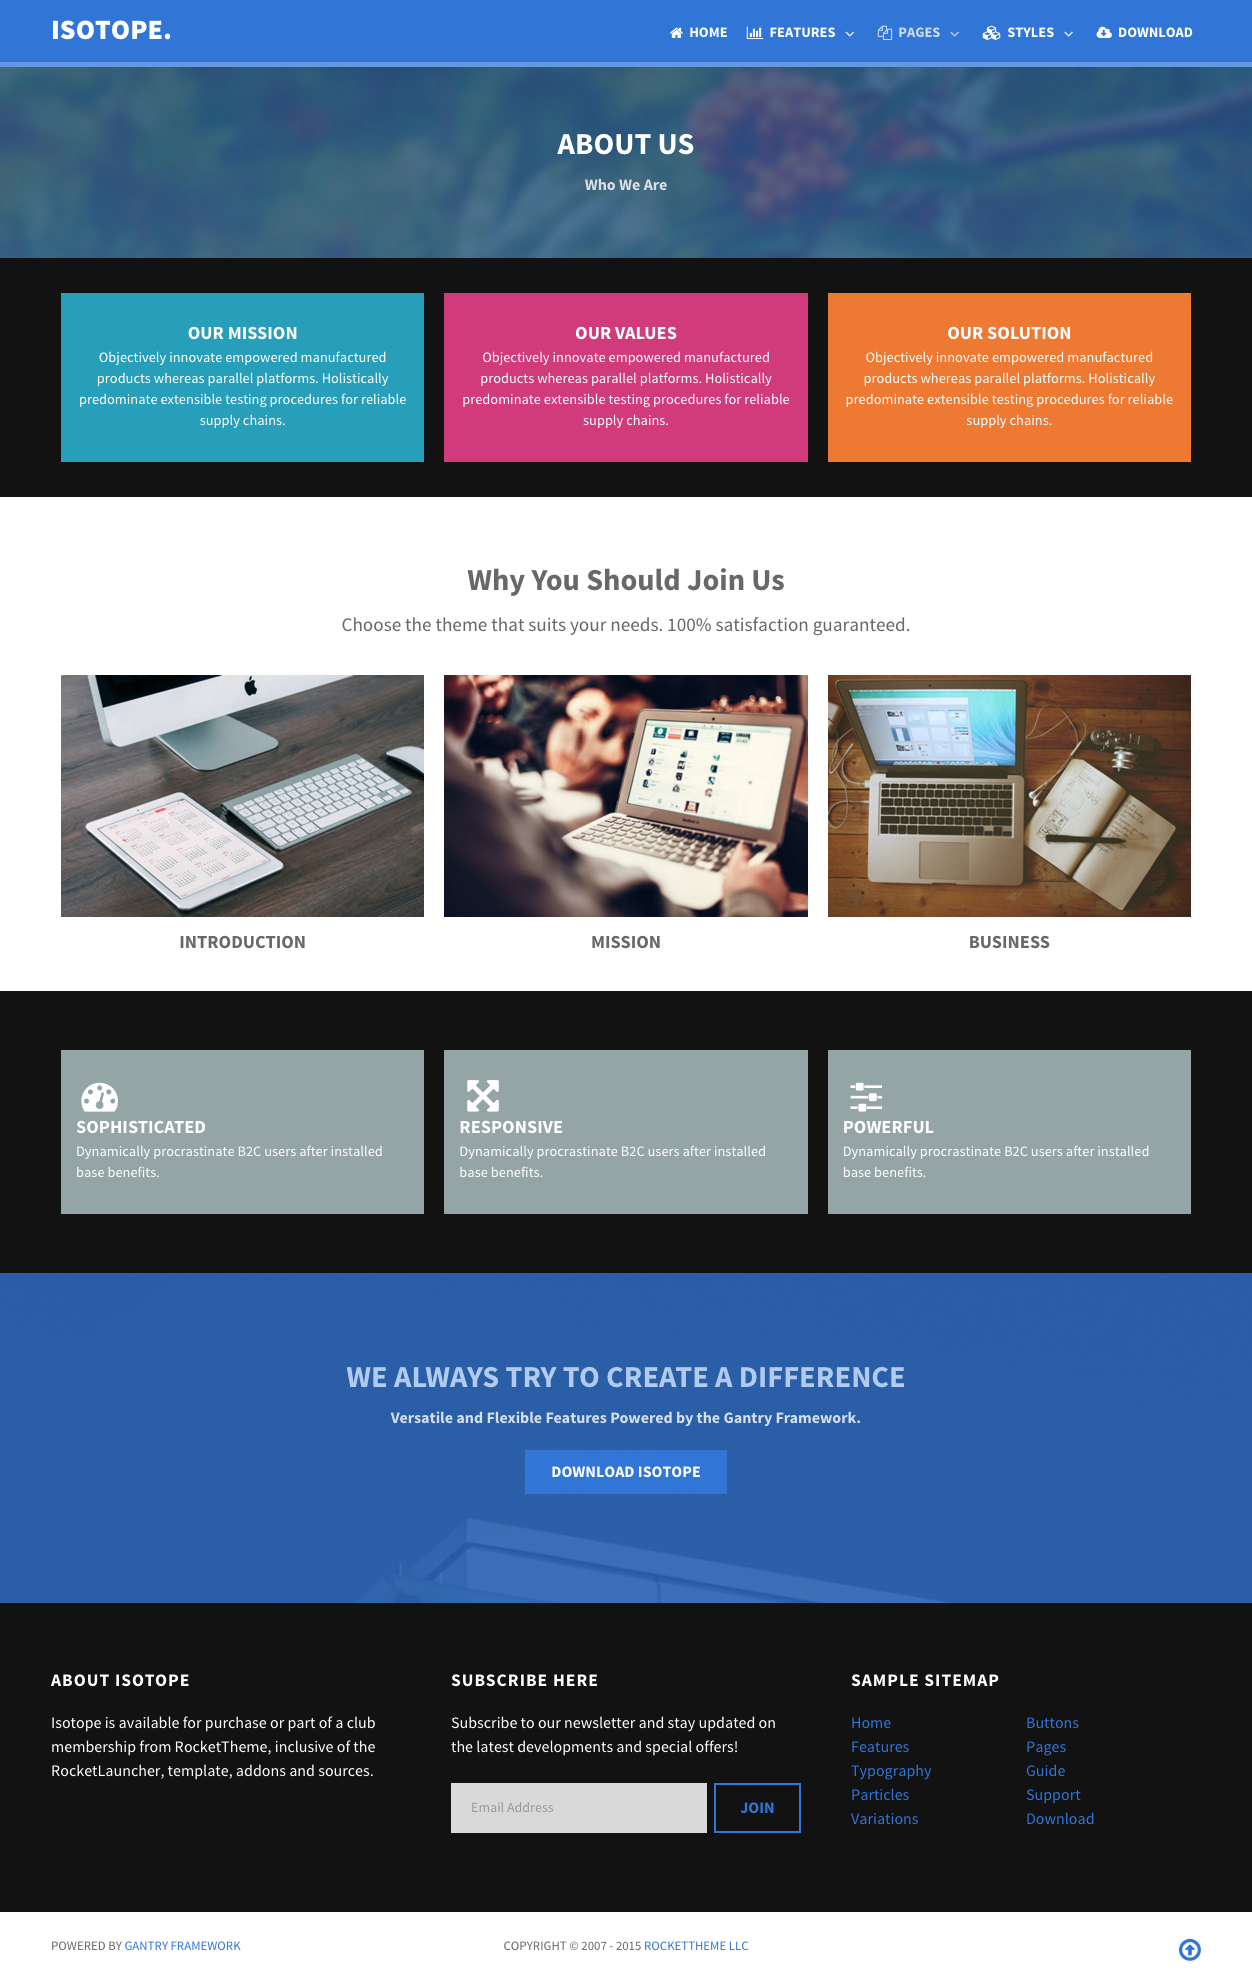 ISOTOPE.
HOME FEATURES PAGES STYLES DOWNLOAD
ABOUT US
Who We Are
OUR MISSION
Objectively innovate empowered manufactured
products whereas parallel platforms. Holistically
predominate extensible testing procedures for reliable
supply chains.
OUR VALUES
Objectively innovate empowered manufactured
products whereas parallel platforms. Holistically
predominate extensible testing procedures for reliable
supply chains.
OUR SOLUTION
Objectively innovate empowered manufactured
products whereas parallel platforms. Holistically
predominate extensible testing procedures for reliable
supply chains.
Why You Should Join Us
Choose the theme that suits your needs. 100% satisfaction guaranteed.
INTRODUCTION
MISSION
BUSINESS
SOPHISTICATED
Dynamically procrastinate B2C users after installed
base benefits.
RESPONSIVE
Dynamically procrastinate B2C users after installed
base benefits.
POWERFUL
Dynamically procrastinate B2C users after installed
base benefits.
WE ALWAYS TRY TO CREATE A DIFFERENCE
Versatile and Flexible Features Powered by the Gantry Framework.
DOWNLOAD ISOTOPE
ABOUT ISOTOPE
Isotope is available for purchase or part of a club
membership from RocketTheme, inclusive of the
RocketLauncher, template, addons and sources.
SUBSCRIBE HERE
Subscribe to our newsletter and stay updated on
the latest developments and special offers!
Email Address
JOIN
SAMPLE SITEMAP
Home
Features
Typography
Particles
Variations
Buttons
Pages
Guide
Support
Download
POWERED BY GANTRY FRAMEWORK
COPYRIGHT © 2007 - 2015 ROCKETTHEME LLC